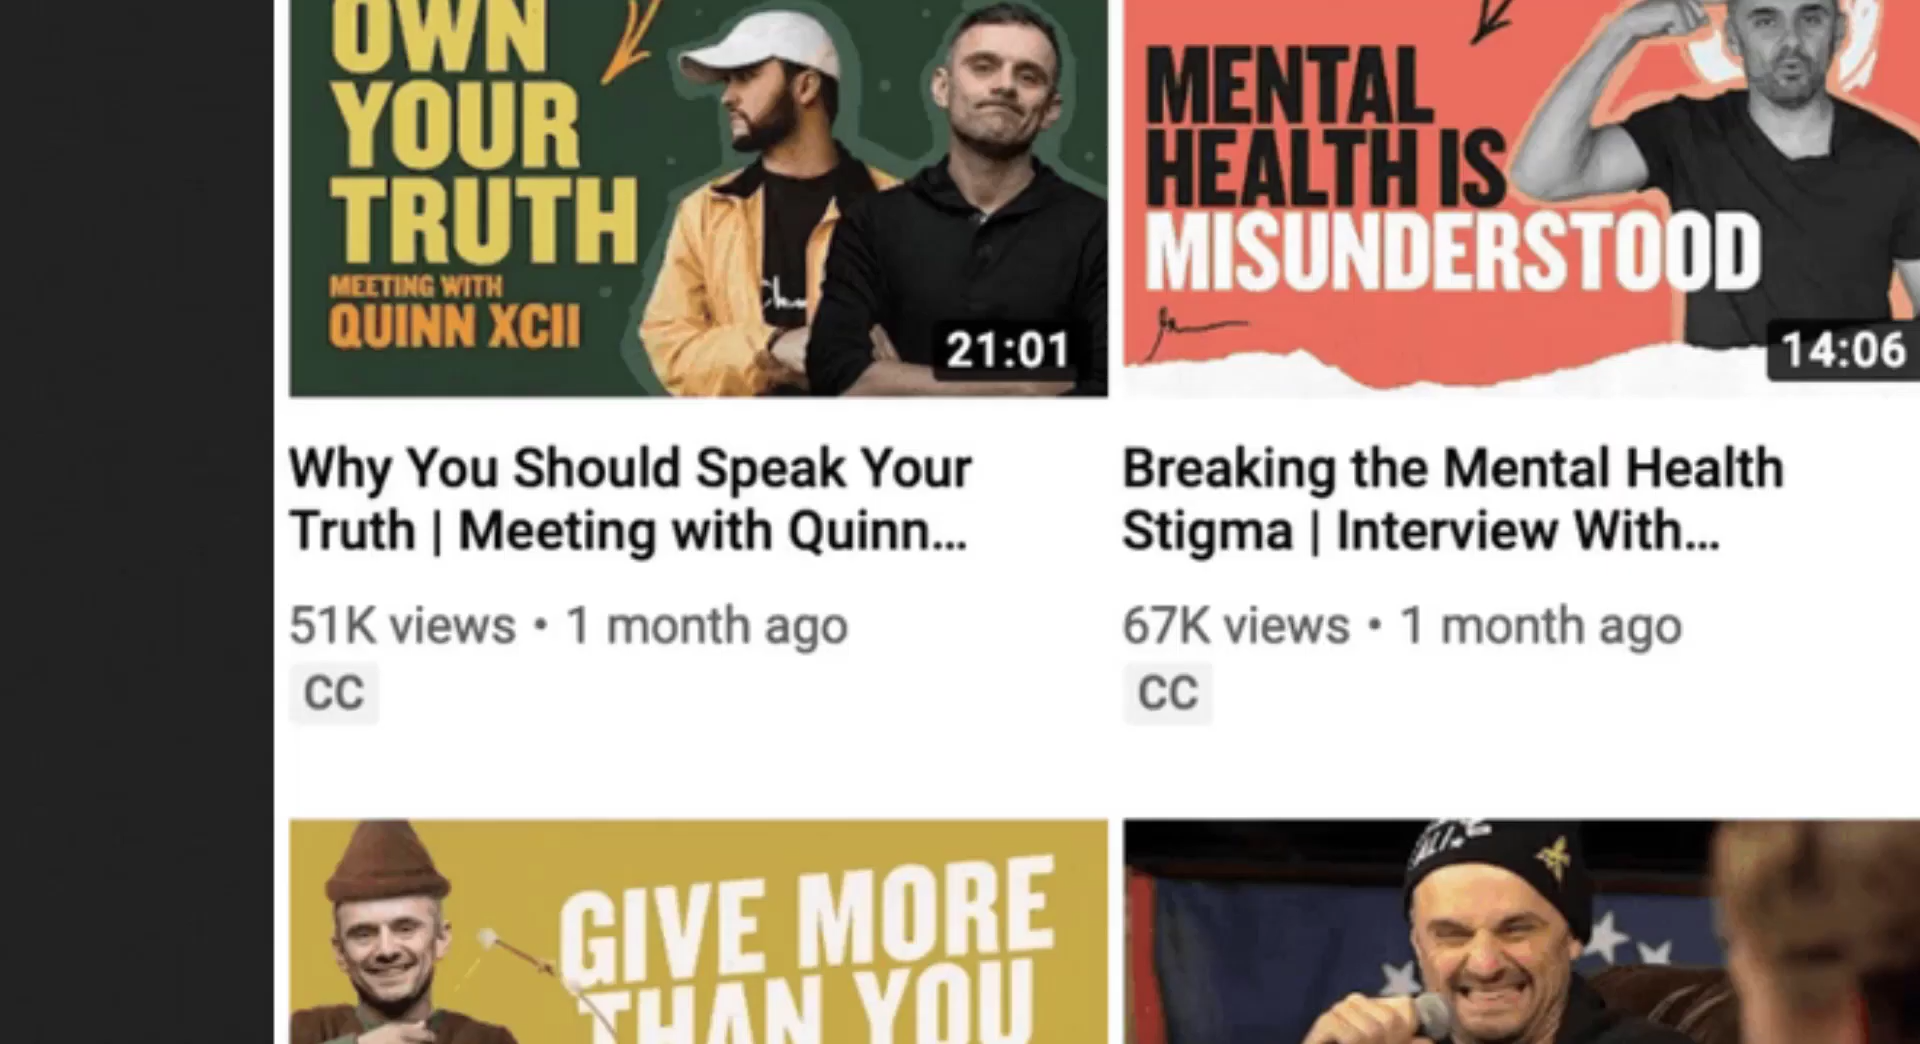 OWN
YOUR
TRUTH
MEETING WITH
QUINN XCII
21:01
MENTAL
HEALTH IS
MISUNDERSTOOD
14:06
Why You Should Speak Your
Truth | Meeting with Quinn...
51K views • 1 month ago
CC
Breaking the Mental Health
Stigma | Interview With...
67K views • 1 month ago
CC
GIVE MORE
THAN YOU